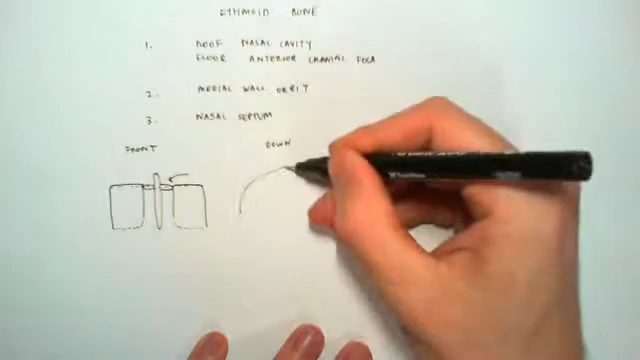 ETHMOID BONE
1. ROOF NASAL CAVITY
FLOOR ANTERIOR CRANIAL FOSA
2. MEDIAL WALL ORBIT
3. NASAL SEPTUM
FRONT
DOWN